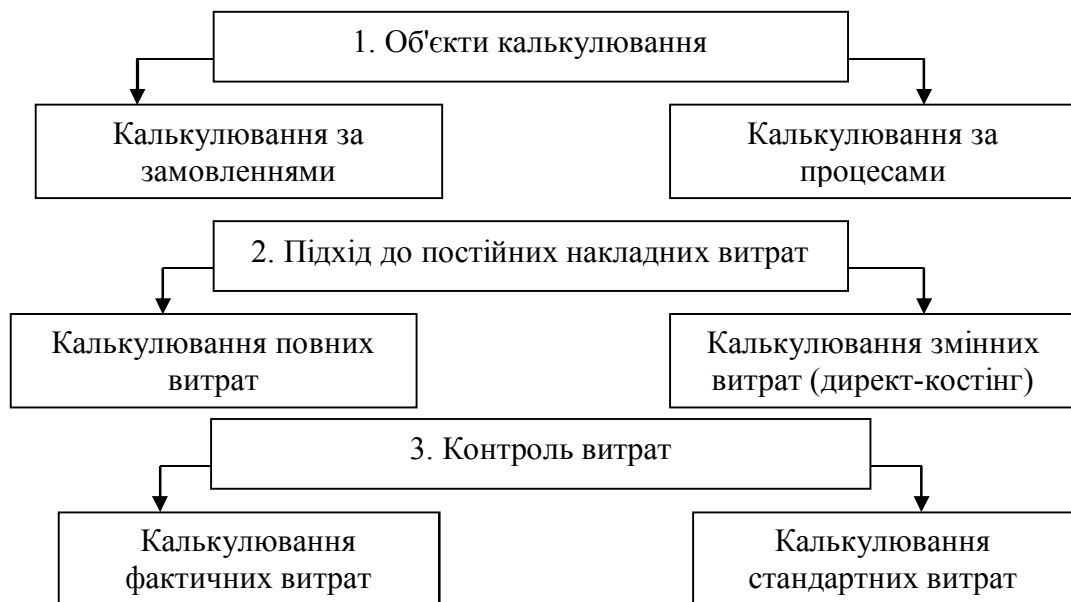 1. Об'єкти калькулювання
Калькулювання за
замовленнями
Калькулювання за
процесами
2. Підхід до постійних накладних витрат
Калькулювання повних
витрат
Калькулювання змінних
витрат (директ-костінг)
3. Контроль витрат
Калькулювання
фактичних витрат
Калькулювання
стандартних витрат